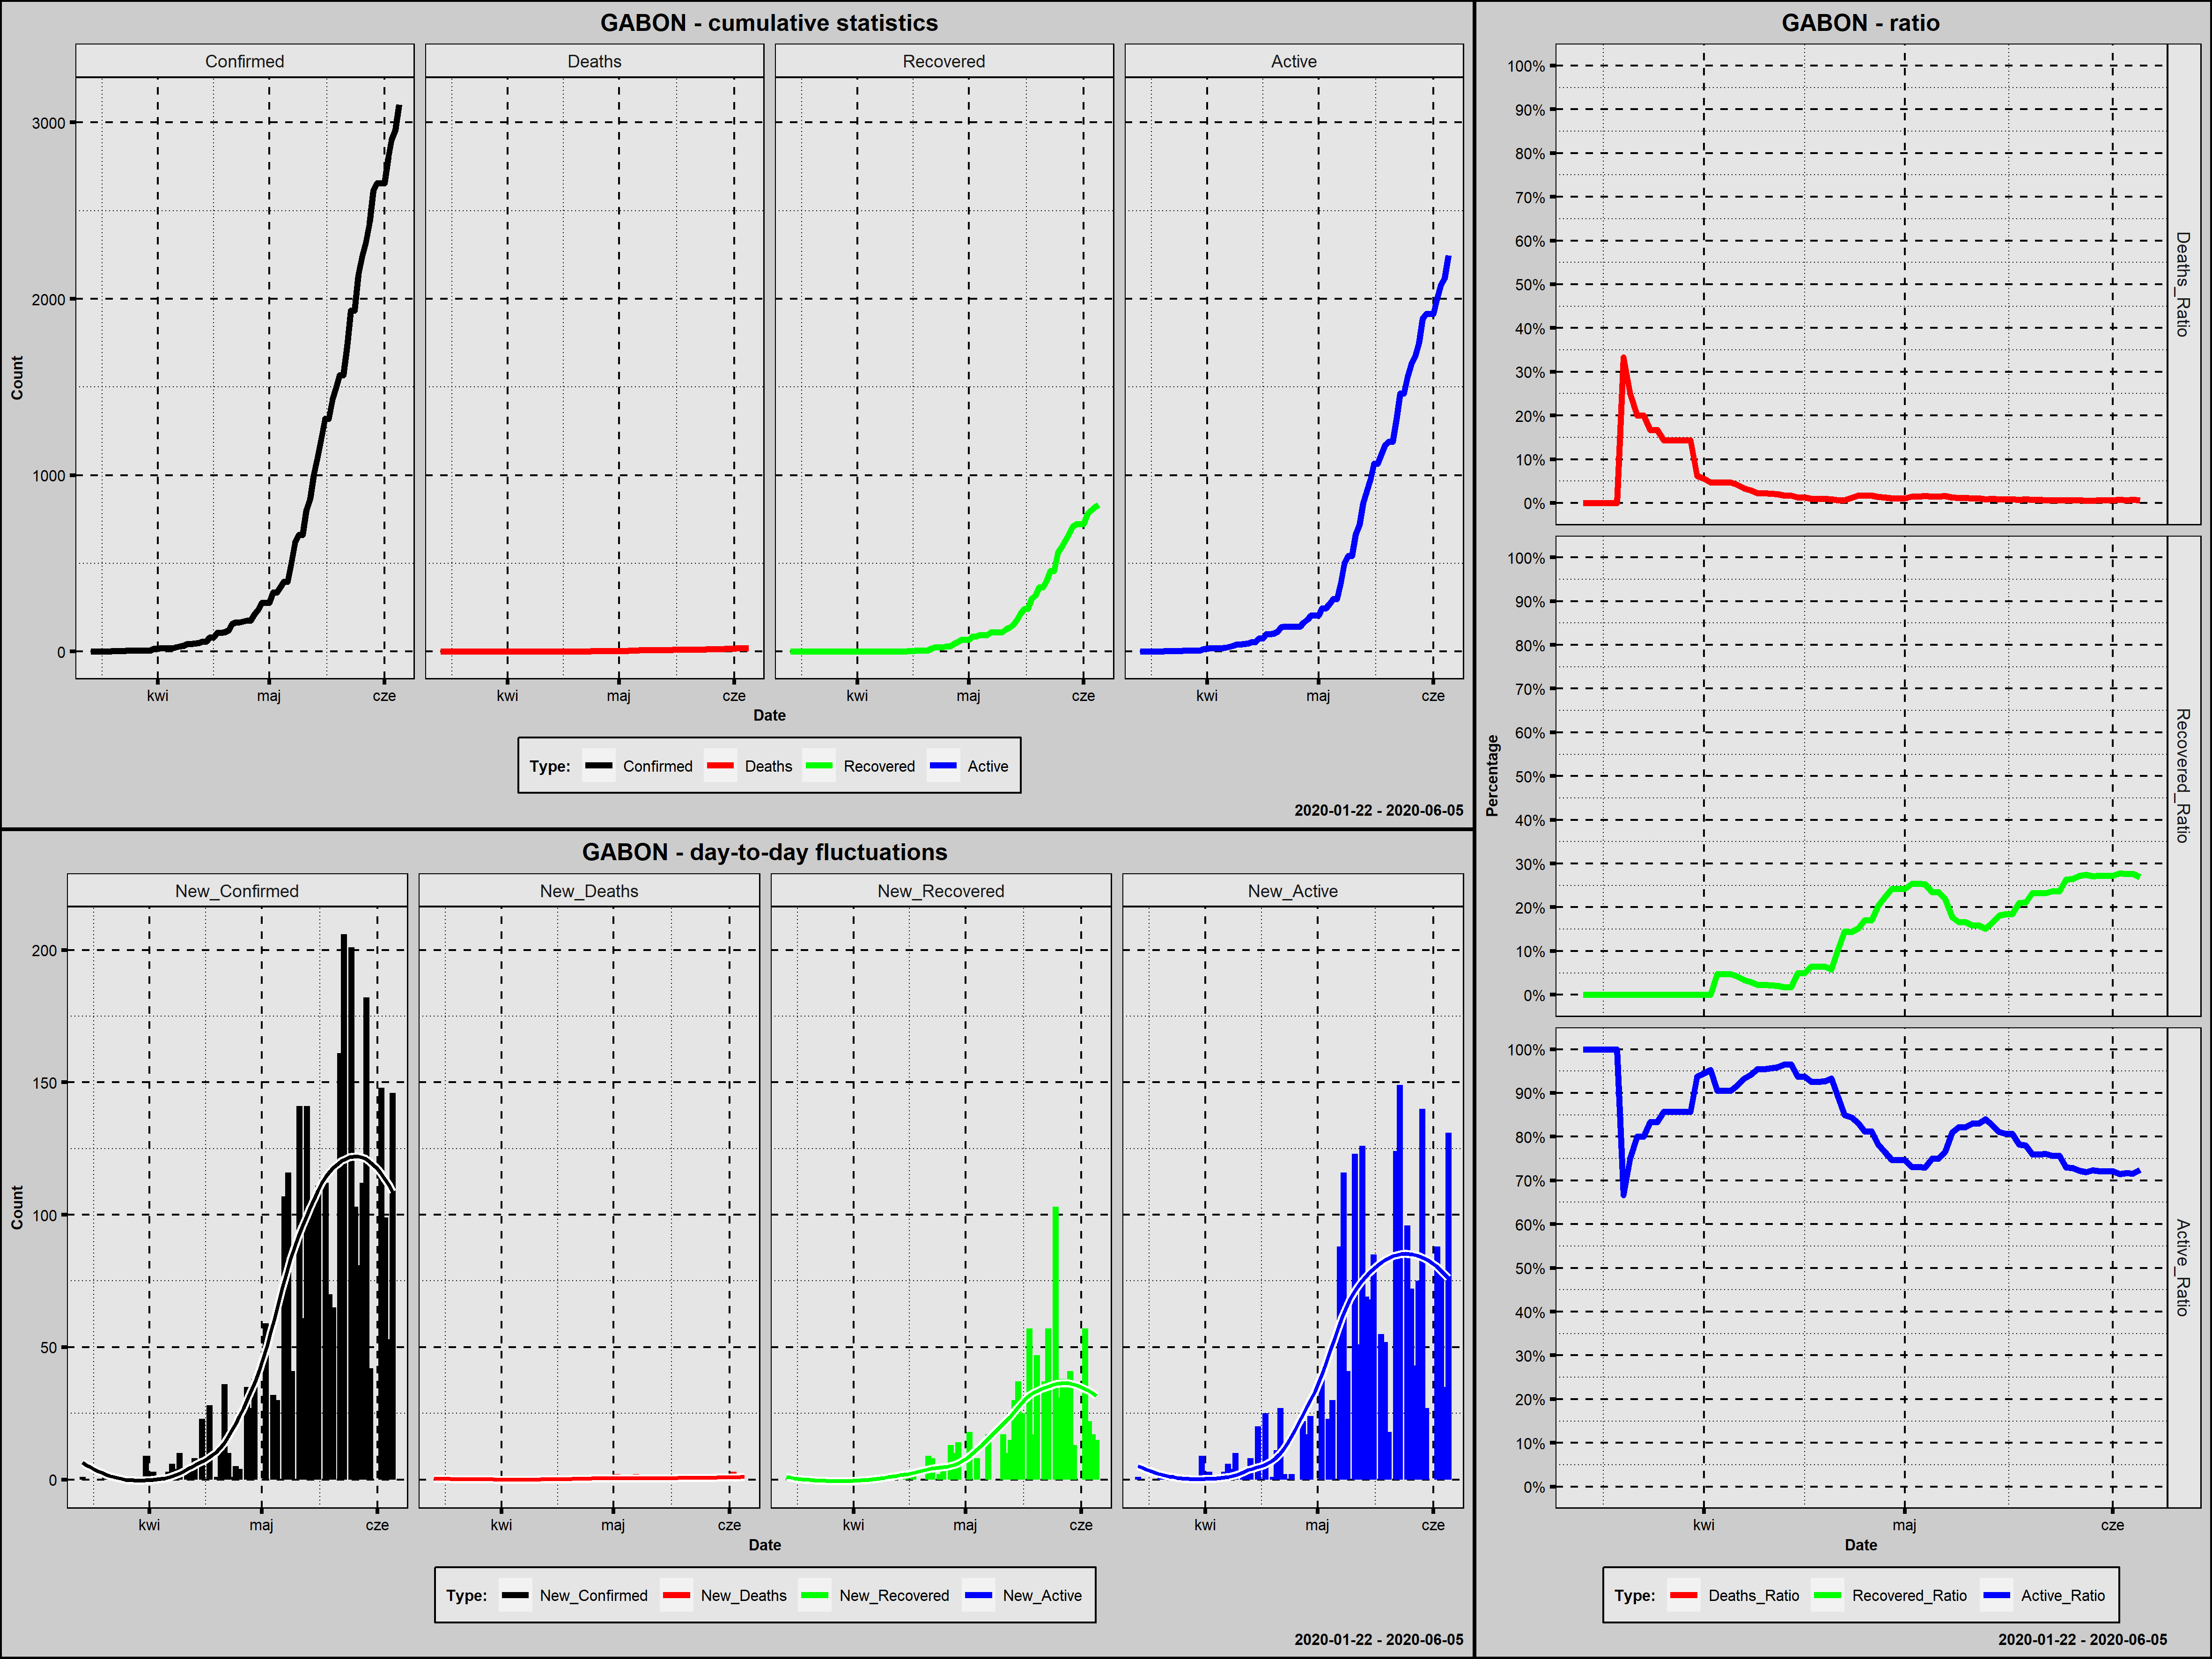 GABON - cumulative statistics
Confirmed Deaths Recovered Active
3000
2000
1000
0
Count
kwi maj cze kwi maj cze kwi maj cze kwi maj cze
Date
Type: Confirmed Deaths Recovered Active
2020-01-22 - 2020-06-05
GABON - day-to-day fluctuations
New_Confirmed New_Deaths New_Recovered New_Active
200
150
100
50
0
Count
kwi maj cze kwi maj cze kwi maj cze kwi maj cze
Date
Type: New_Confirmed New_Deaths New_Recovered New_Active
2020-01-22 - 2020-06-05
GABON - ratio
100%
90%
80%
70%
60%
50%
40%
30%
20%
10%
0%
Deaths_Ratio
100%
90%
80%
70%
60%
50%
40%
30%
20%
10%
0%
Recovered_Ratio
Percentage
100%
90%
80%
70%
60%
50%
40%
30%
20%
10%
0%
Active_Ratio
kwi maj cze
Date
Type: Deaths_Ratio Recovered_Ratio Active_Ratio
2020-01-22 - 2020-06-05